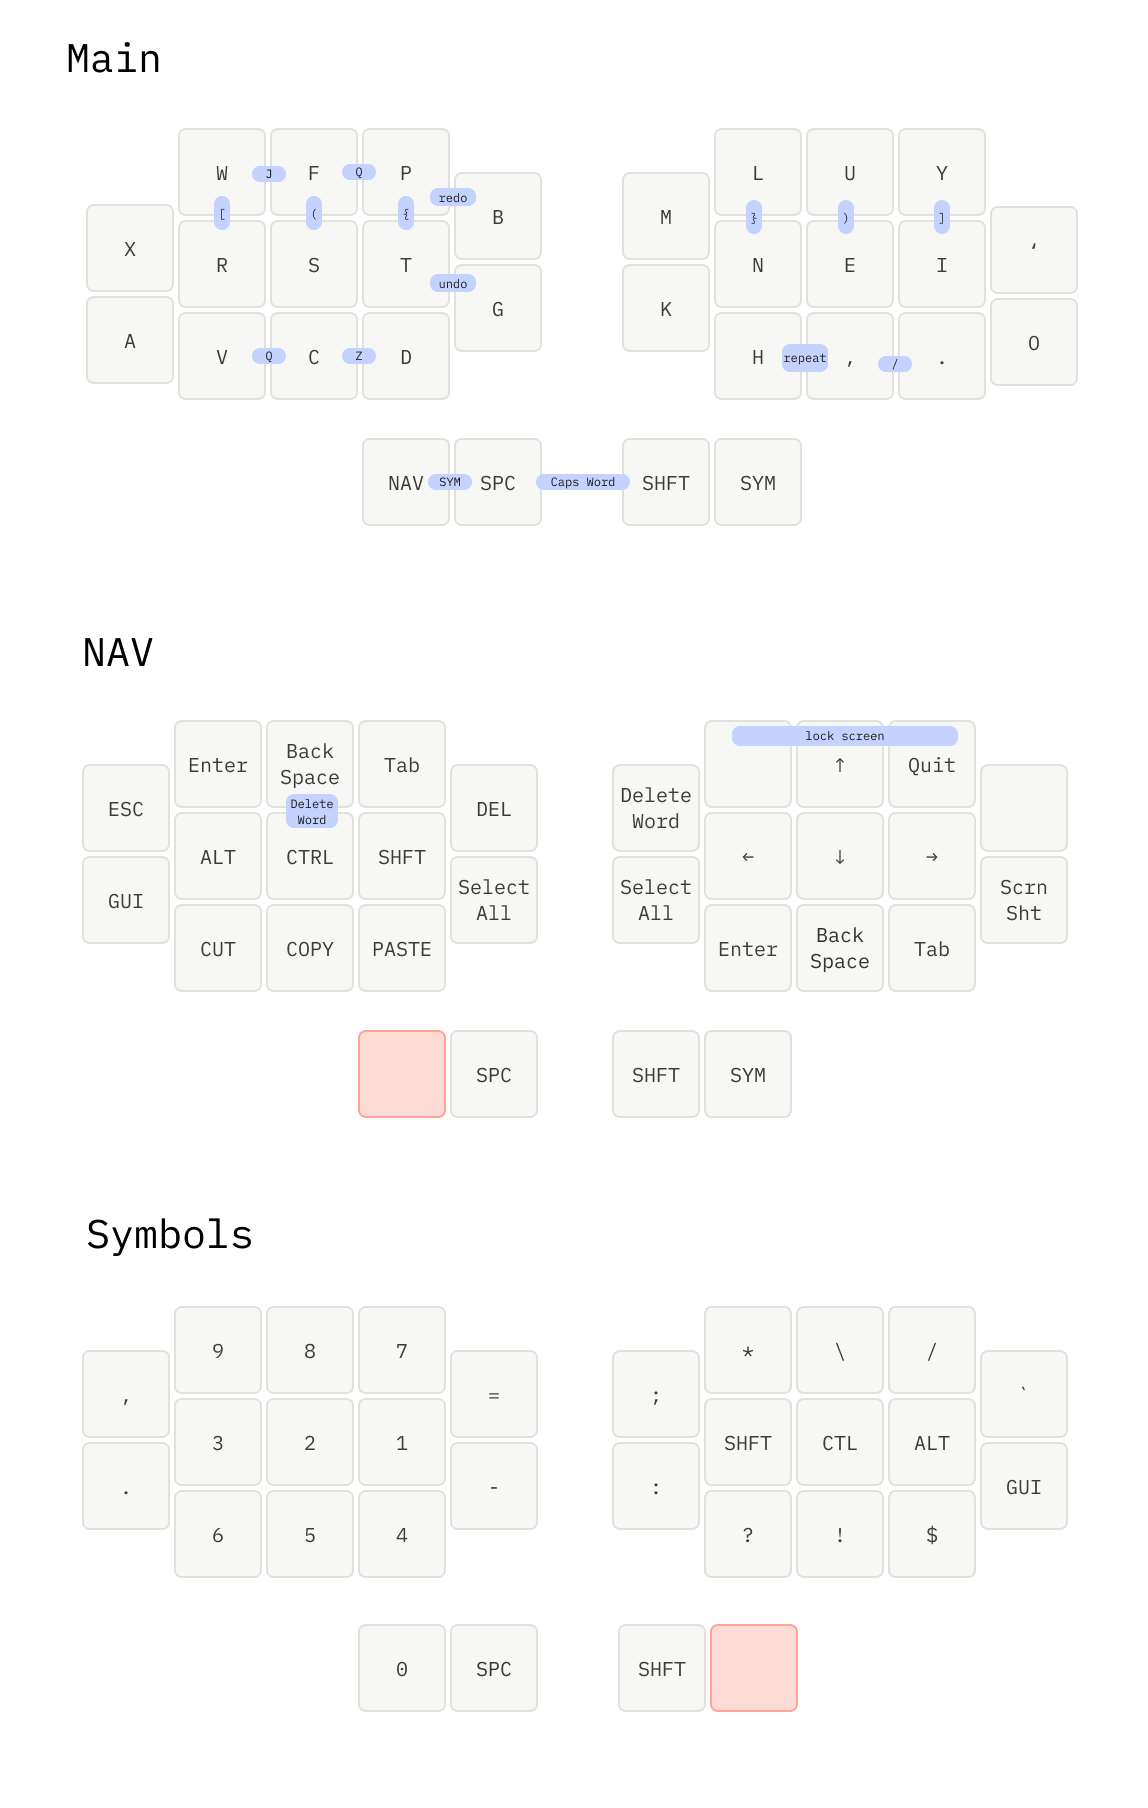 Main
W J F Q P
L U Y
redo
[ ( {
} ) ]
B
M
X
R S T
N E I
‘
undo
G
K
A
V Q C Z D
H repeat , / .
O
NAV SYM SPC Caps Word SHFT SYM
NAV
lock screen
Enter
Back
Space
Tab
↑
Quit
ESC
DEL
Delete
Word
Delete
Word
ALT CTRL SHFT
← ↓ →
GUI
Select
All
Select
All
Scrn
Sht
CUT COPY PASTE
Enter
Back
Space
Tab
SPC
SHFT SYM
Symbols
9 8 7
* \ /
,
=
;
`
3 2 1
SHFT CTL ALT
.
-
:
GUI
6 5 4
? ! $
0 SPC
SHFT